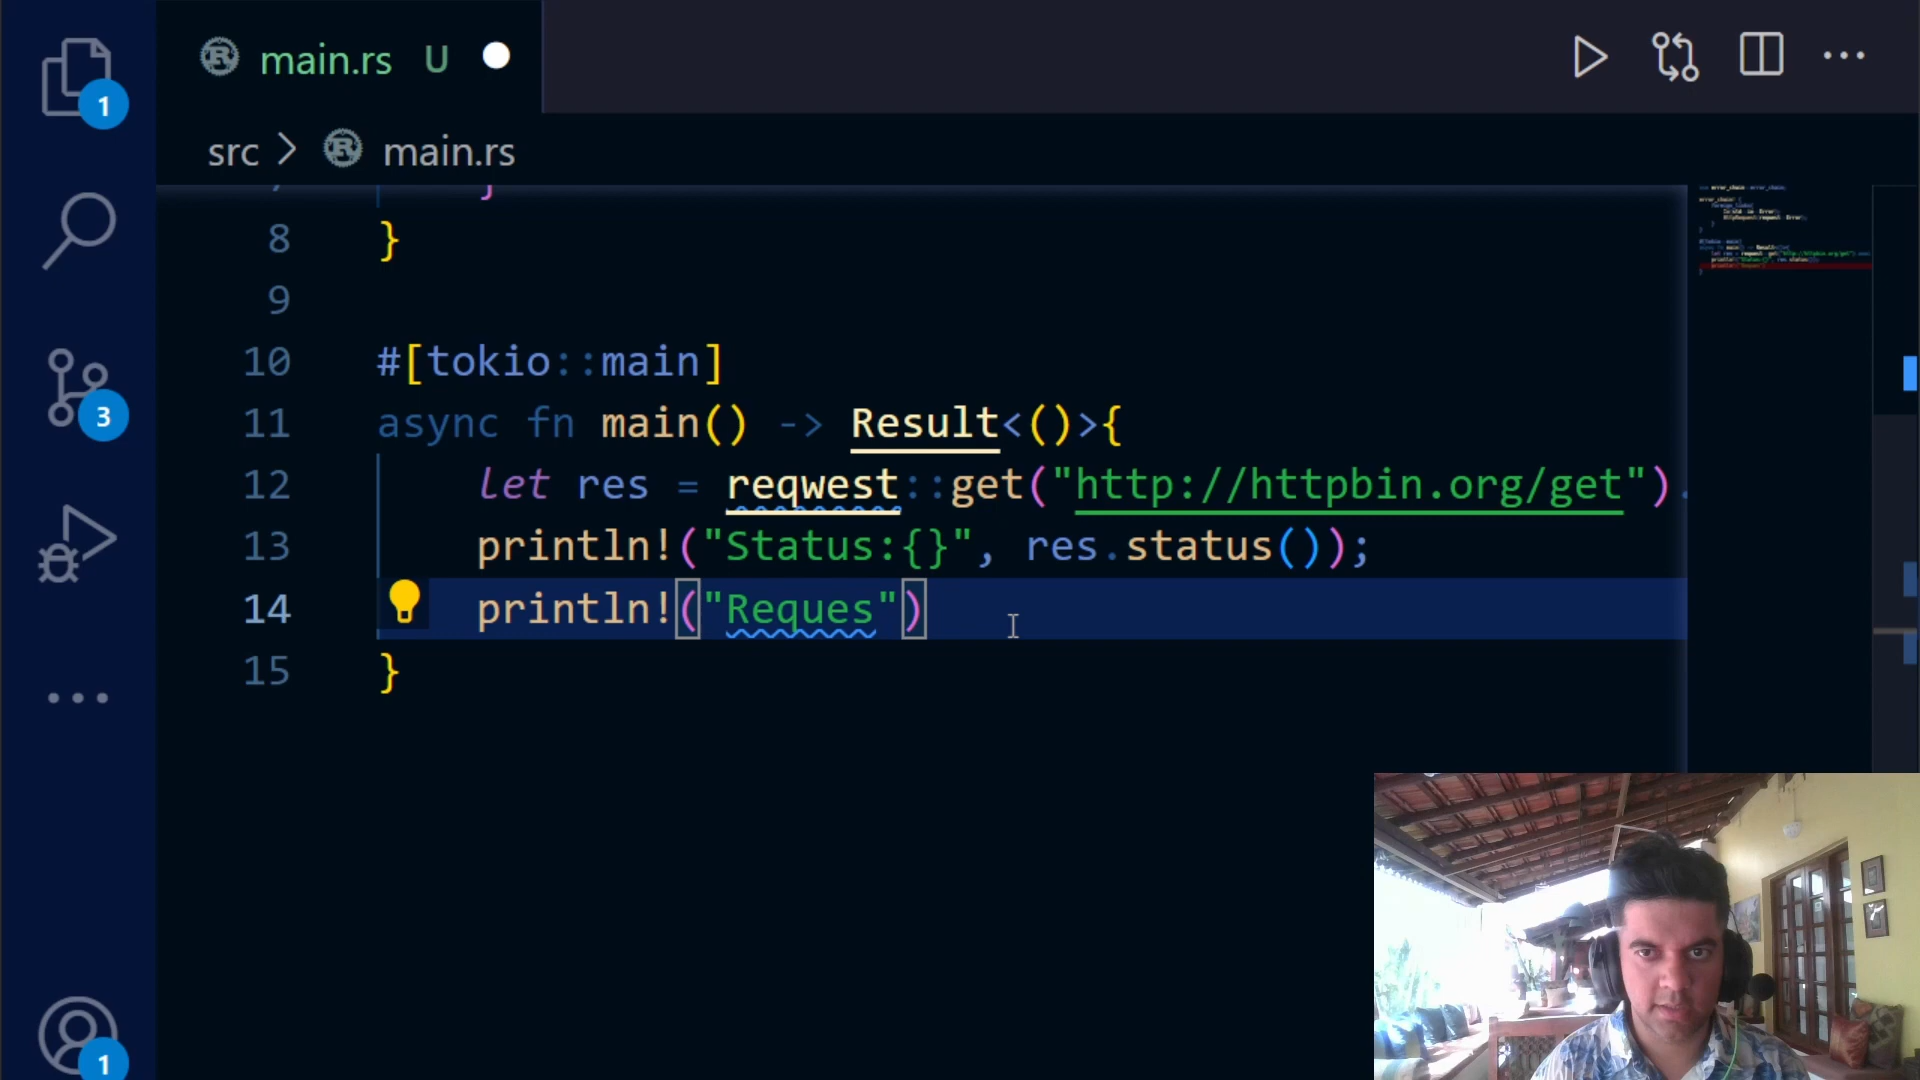 main.rs U
1
src > main.rs
}
8 }
9
10 #[tokio::main]
11 async fn main() -> Result<()>{
12 let res = reqwest::get("http://httpbin.org/get").
13 println!("Status:{}", res.status());
14 println!("Reques")
15 }
3
1